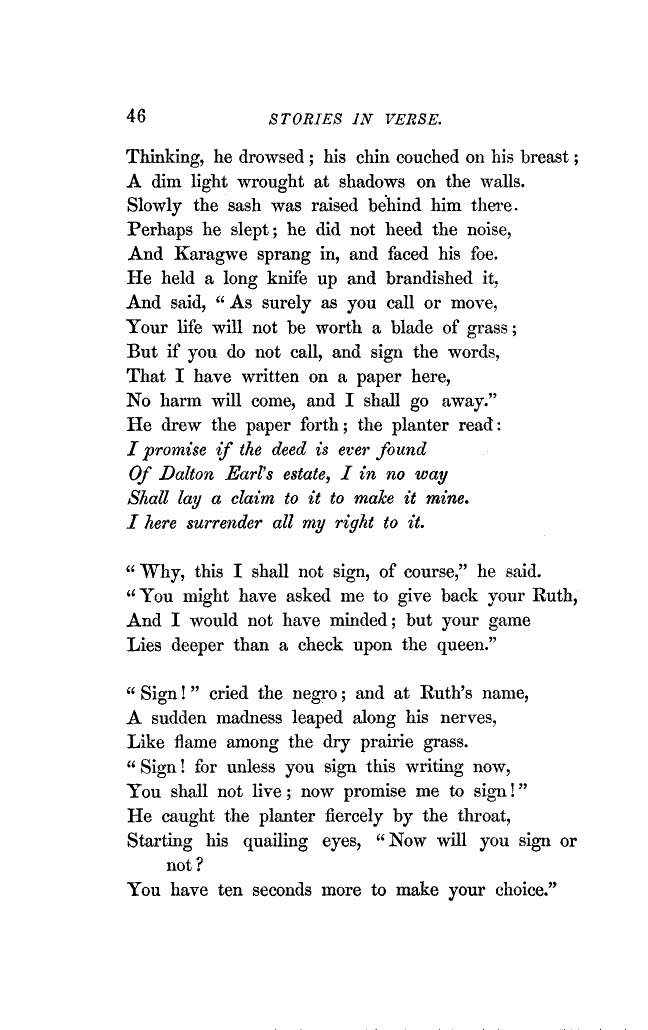 46 STORIES IN VERSE.
Thinking, he drowsed ; his chin couched on his breast ;
A dim light wrought at shadows on the walls.
Slowly the sash was raised behind him there.
Perhaps he slept ; he did not heed the noise,
And Karagwe sprang in, and faced his foe.
He held a long knife up and brandished it,
And said, “ As surely as you call or move,
Your life will not be worth a blade of grass ;
But if you do not call, and sign the words,
That I have written on a paper here,
No harm will come, and I shall go away.”
He drew the paper forth ; the planter read :
I promise if the deed is ever found
Of Dalton Earl's estate, I in no way
Shall lay a claim to it to make it mine.
I here surrender all my right to it.

“ Why, this I shall not sign, of course,” he said.
“ You might have asked me to give back your Ruth,
And I would not have minded ; but your game
Lies deeper than a check upon the queen.”

“ Sign ! ” cried the negro ; and at Ruth's name,
A sudden madness leaped along his nerves,
Like flame among the dry prairie grass.
“ Sign ! for unless you sign this writing now,
You shall not live ; now promise me to sign ! ”
He caught the planter fiercely by the throat,
Starting his quailing eyes, “ Now will you sign or
not ?
You have ten seconds more to make your choice.”